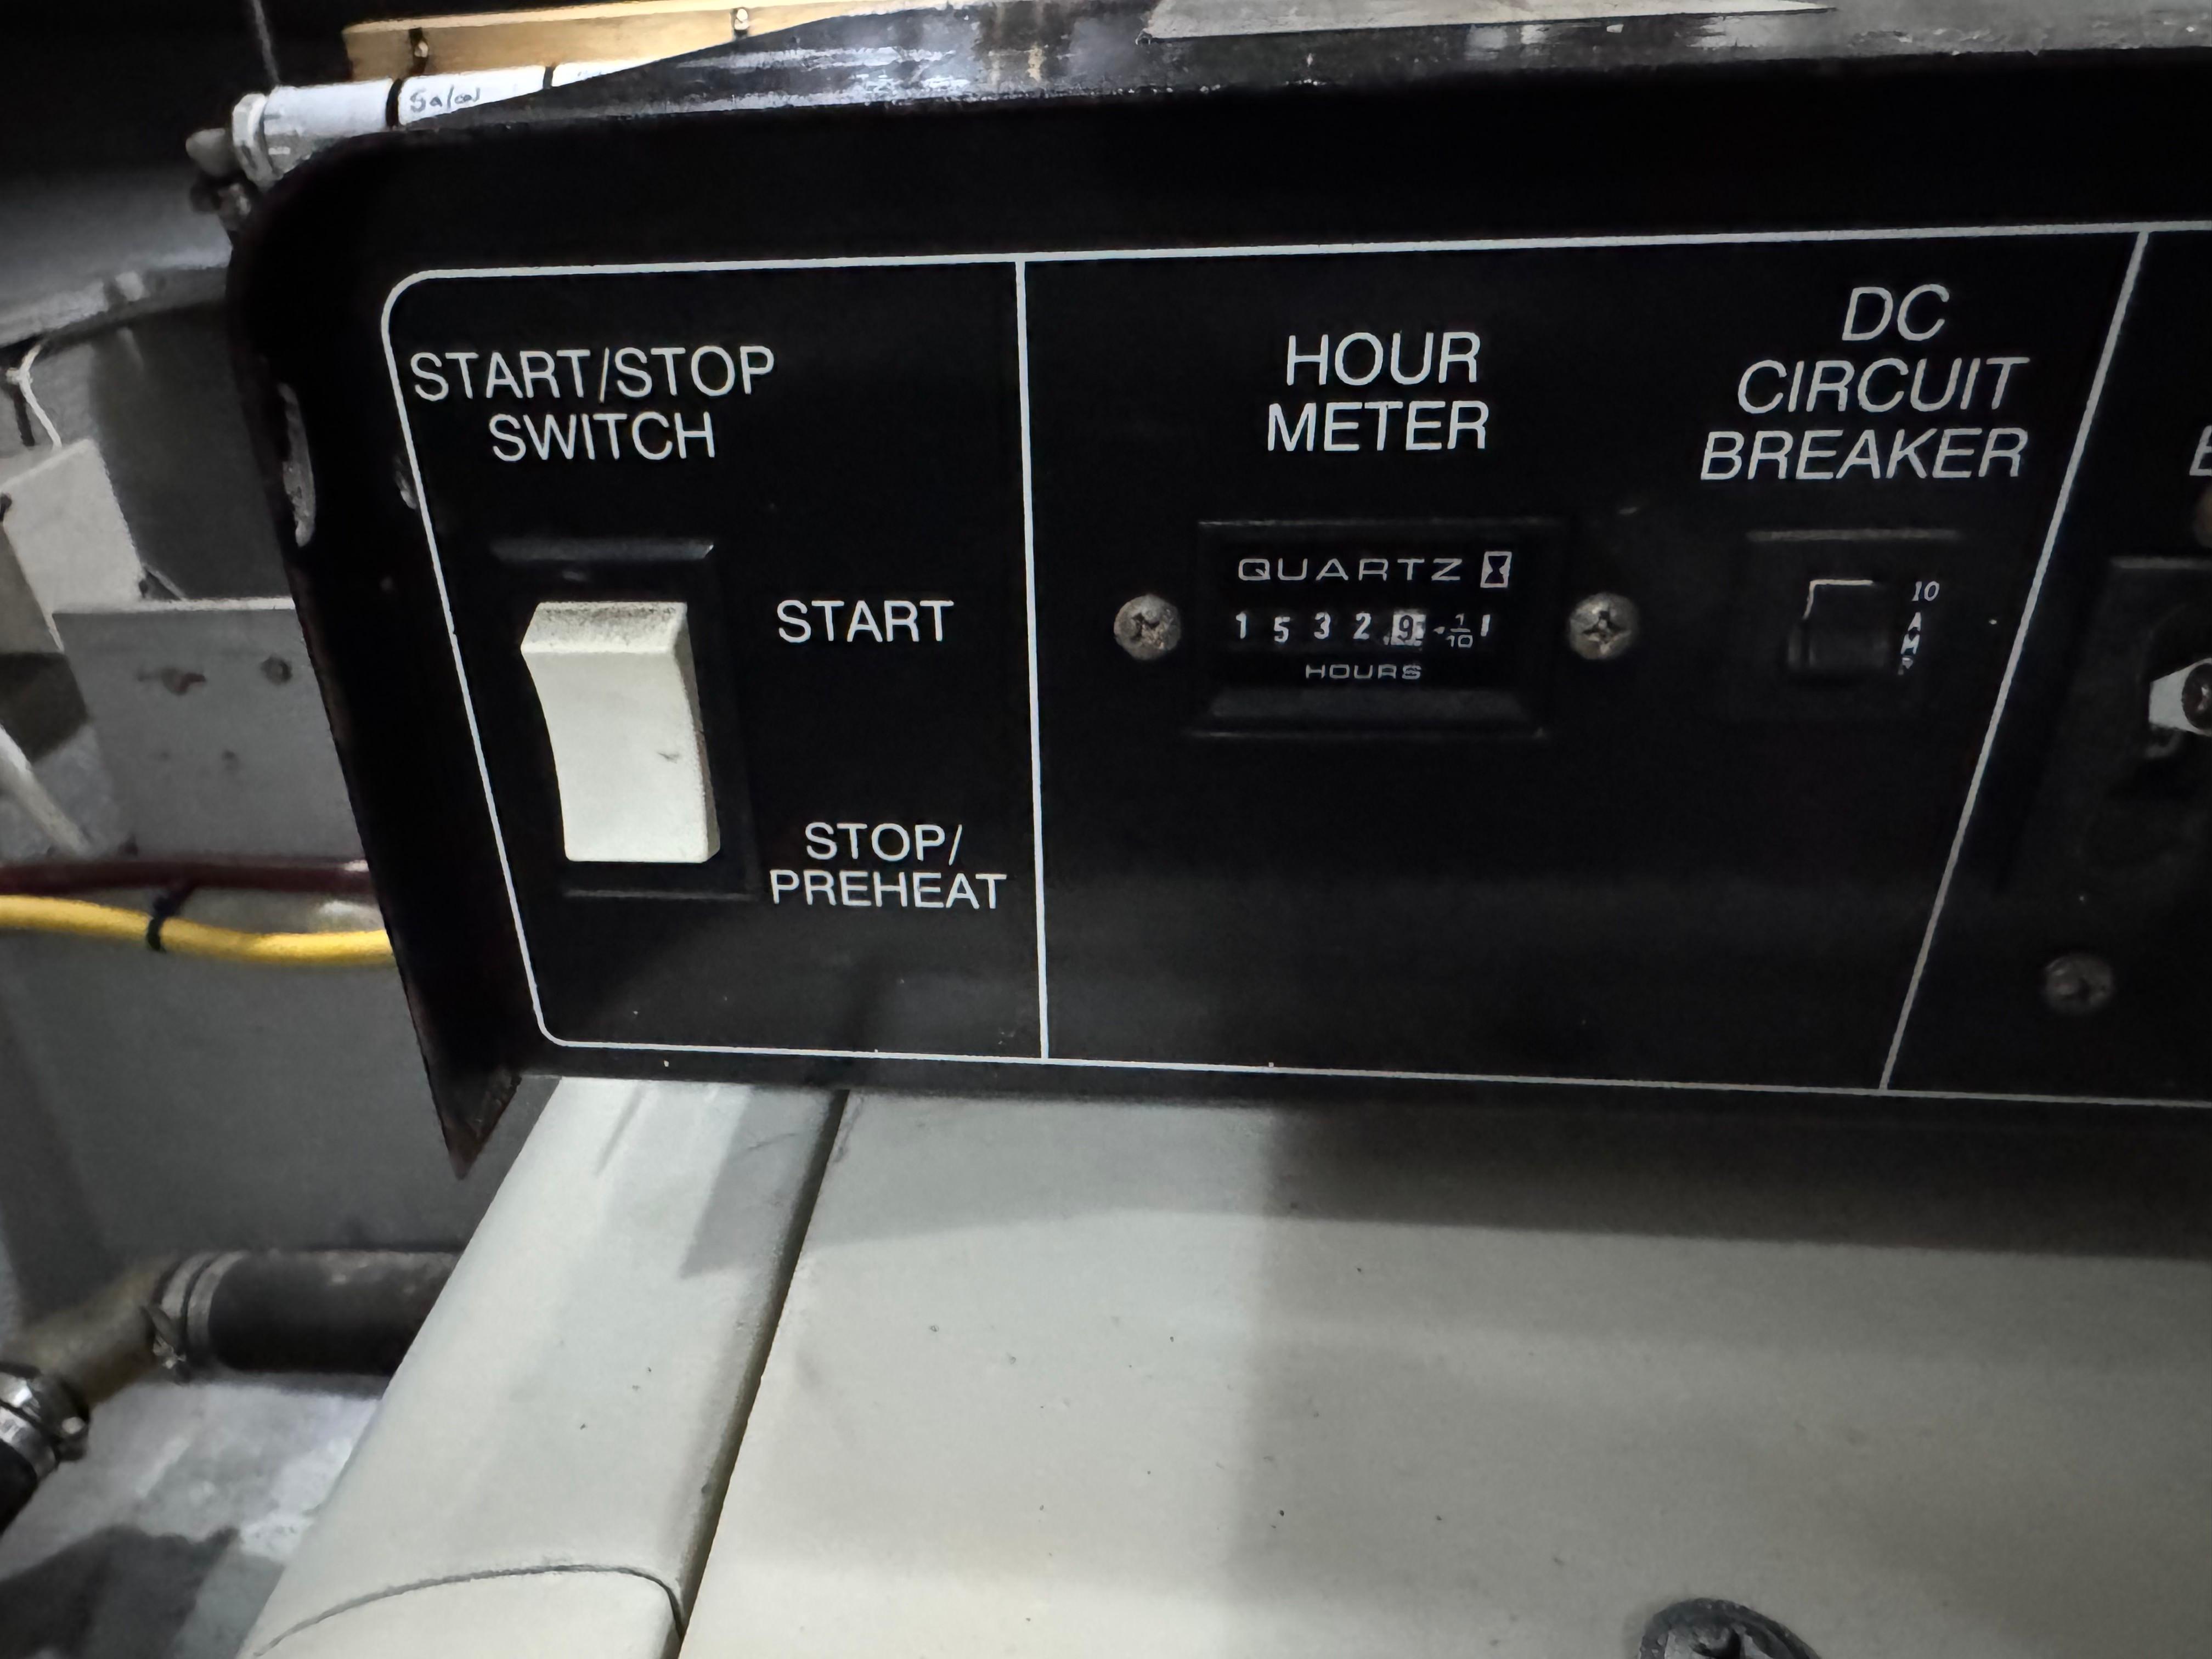 Salon
START/STOP
SWITCH
START
STOP/
PREHEAT
HOUR
METER
QUARTZ
1 5 3 2 9 1/10
HOURS
DC
CIRCUIT
BREAKER
10
AMP